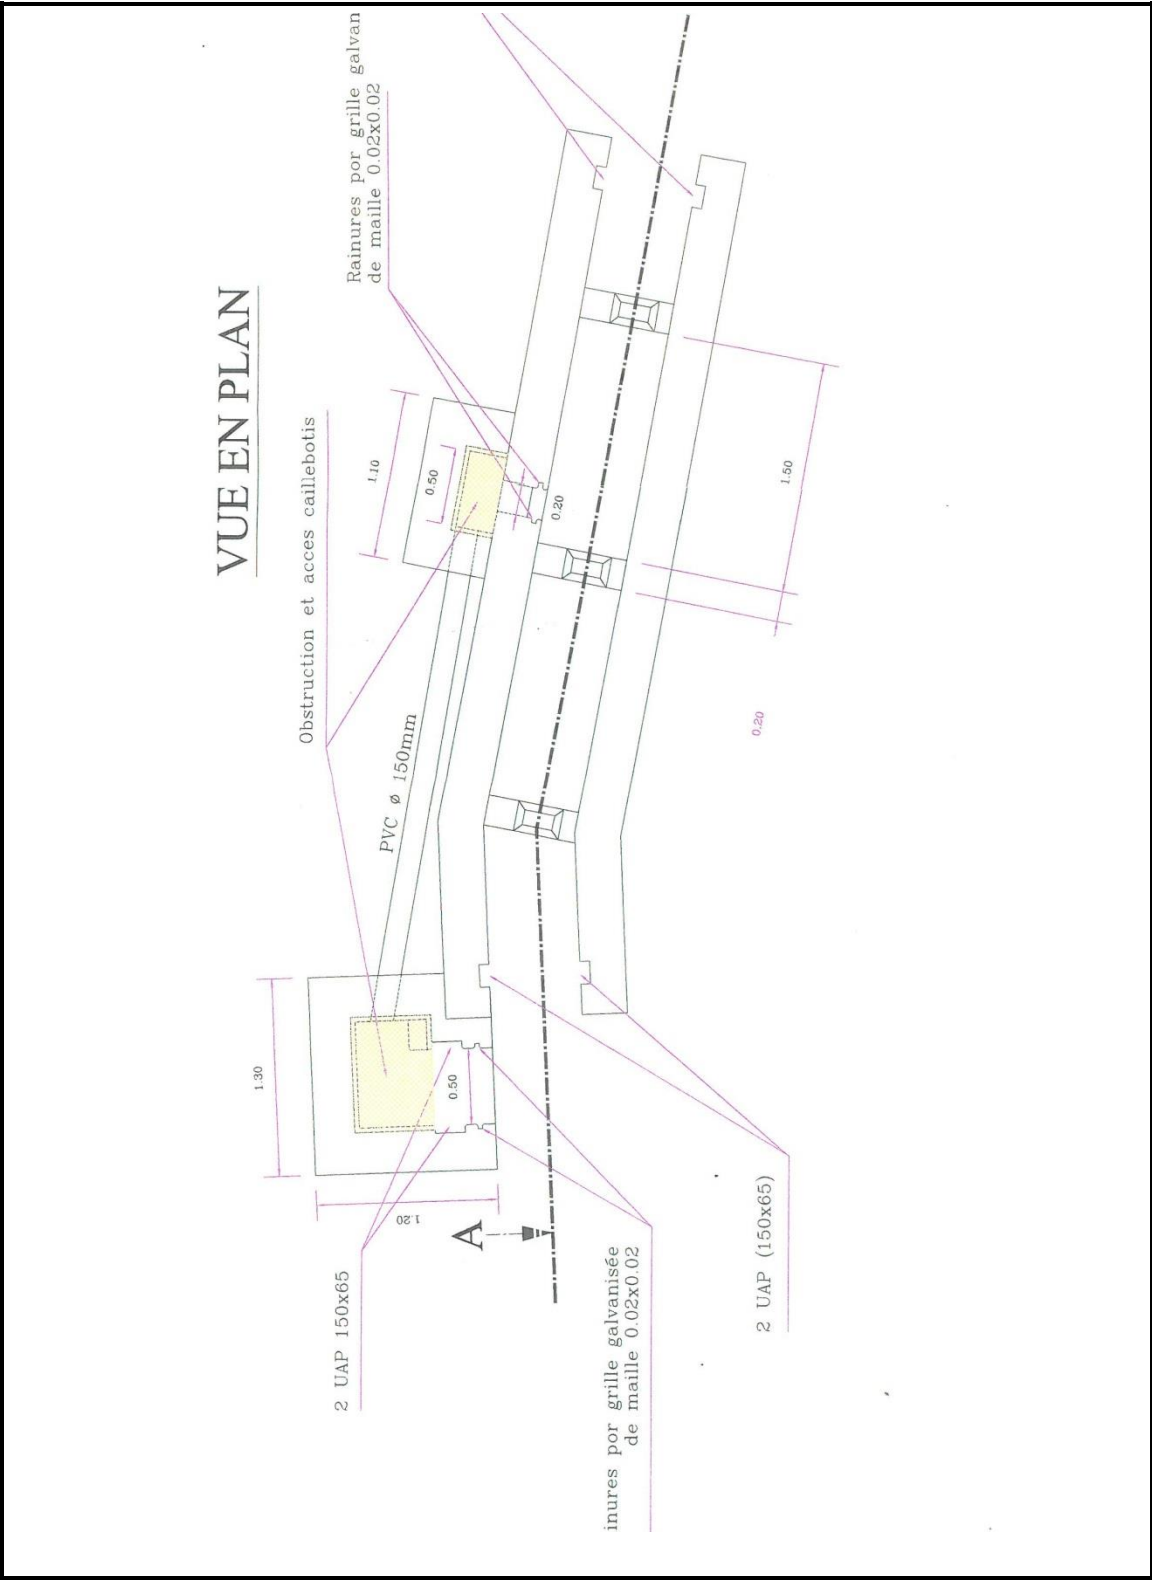 VUE EN PLAN
Rainures por grille galvan
de maille 0.02x0.02
Obstruction et acces caillebotis
1.10
0.50
0.20
1.50
0.20
PVC ø 150mm
1.30
0.50
1.20
A
2 UAP 150x65
inures por grille galvanisée
de maille 0.02x0.02
2 UAP (150x65)